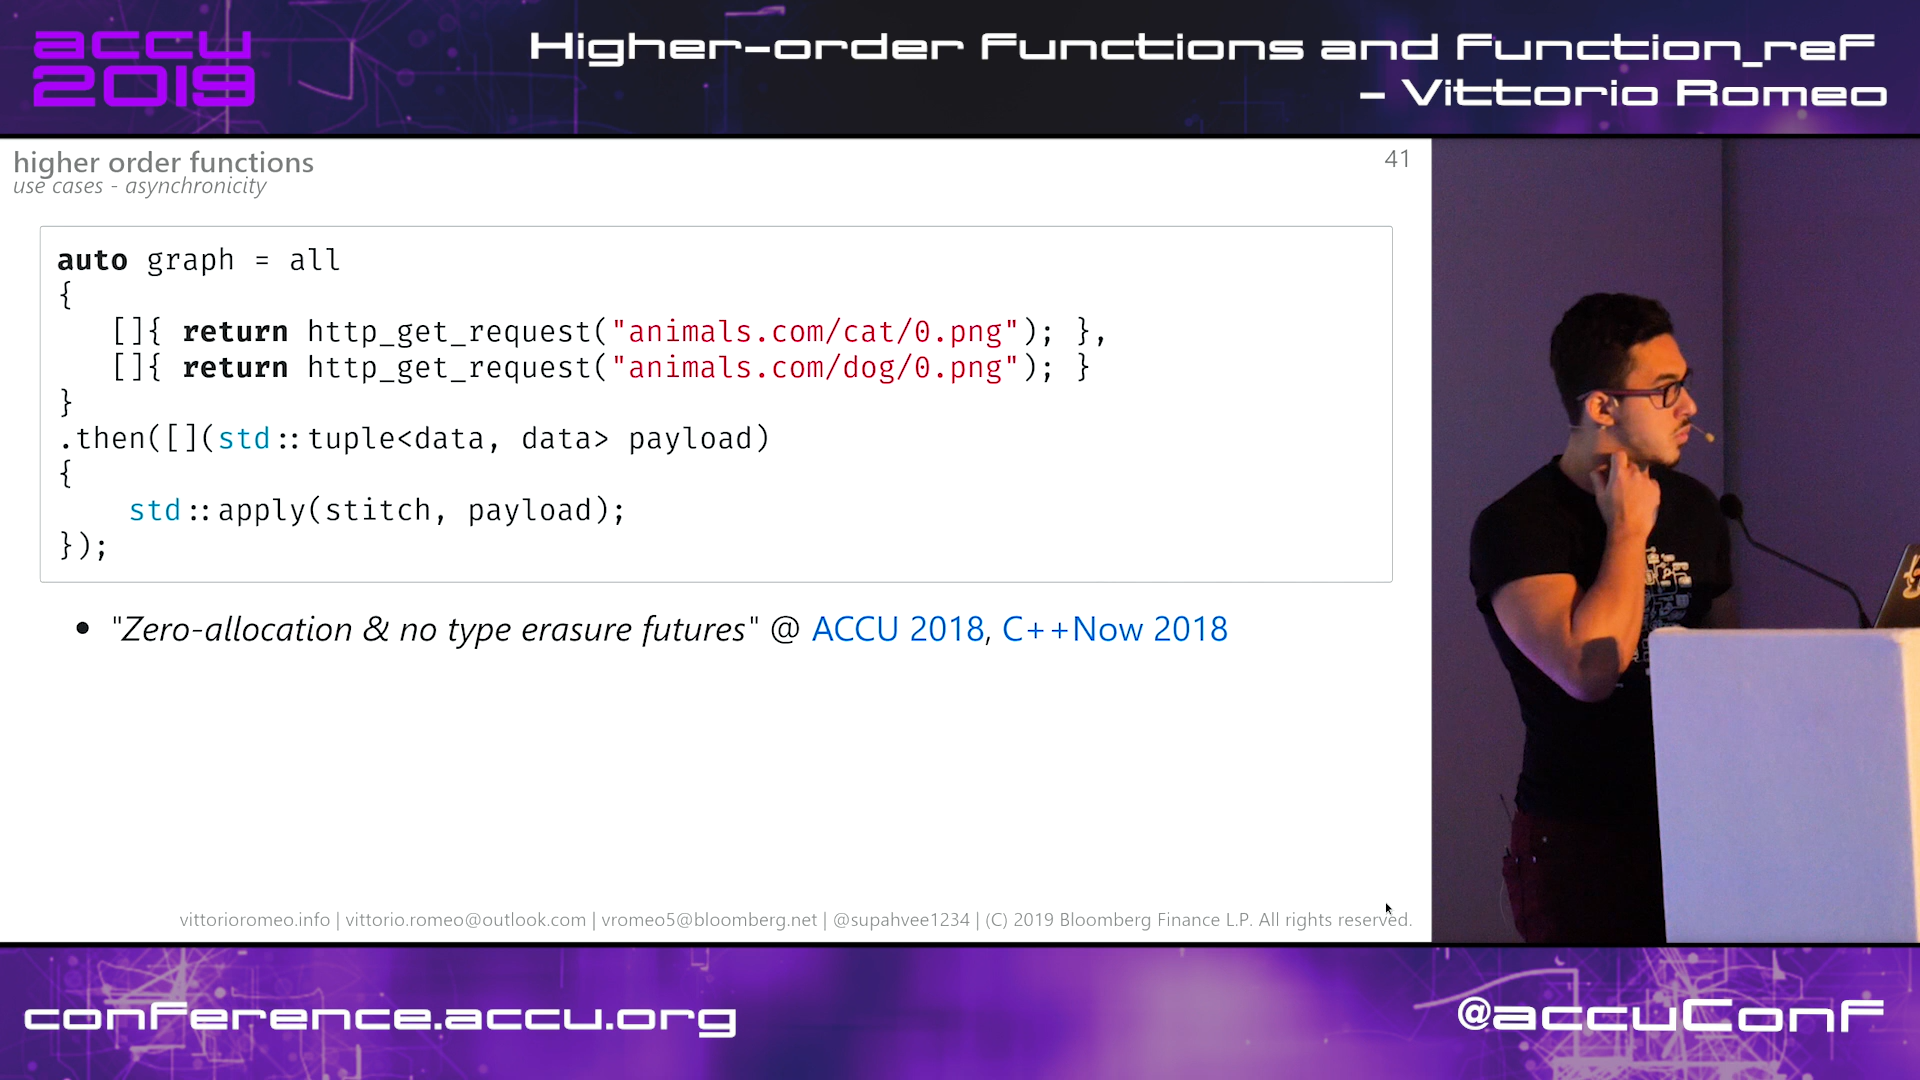 accu
2019
Higher-order Functions and Function_ref
- Vittorio Romeo
higher order functions
41
use cases - asynchronicity
auto graph = all
{
[]{ return http_get_request("animals.com/cat/0.png"); },
[]{ return http_get_request("animals.com/dog/0.png"); }
}
.then([](std::tuple<data, data> payload)
{
std::apply(stitch, payload);
});
• "Zero-allocation & no type erasure futures" @ ACCU 2018, C++Now 2018
vittorioromeo.info | vittorio.romeo@outlook.com | vromeo5@bloomberg.net | @supahvee1234 | (C) 2019 Bloomberg Finance L.P. All rights reserved.
conference.accu.org
@accuConf